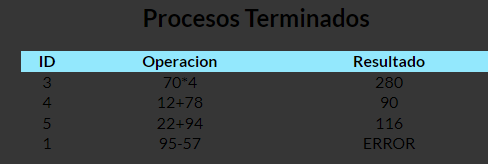 Procesos Terminados
ID Operacion Resultado
3 70*4 280
4 12+78 90
5 22+94 116
1 95-57 ERROR